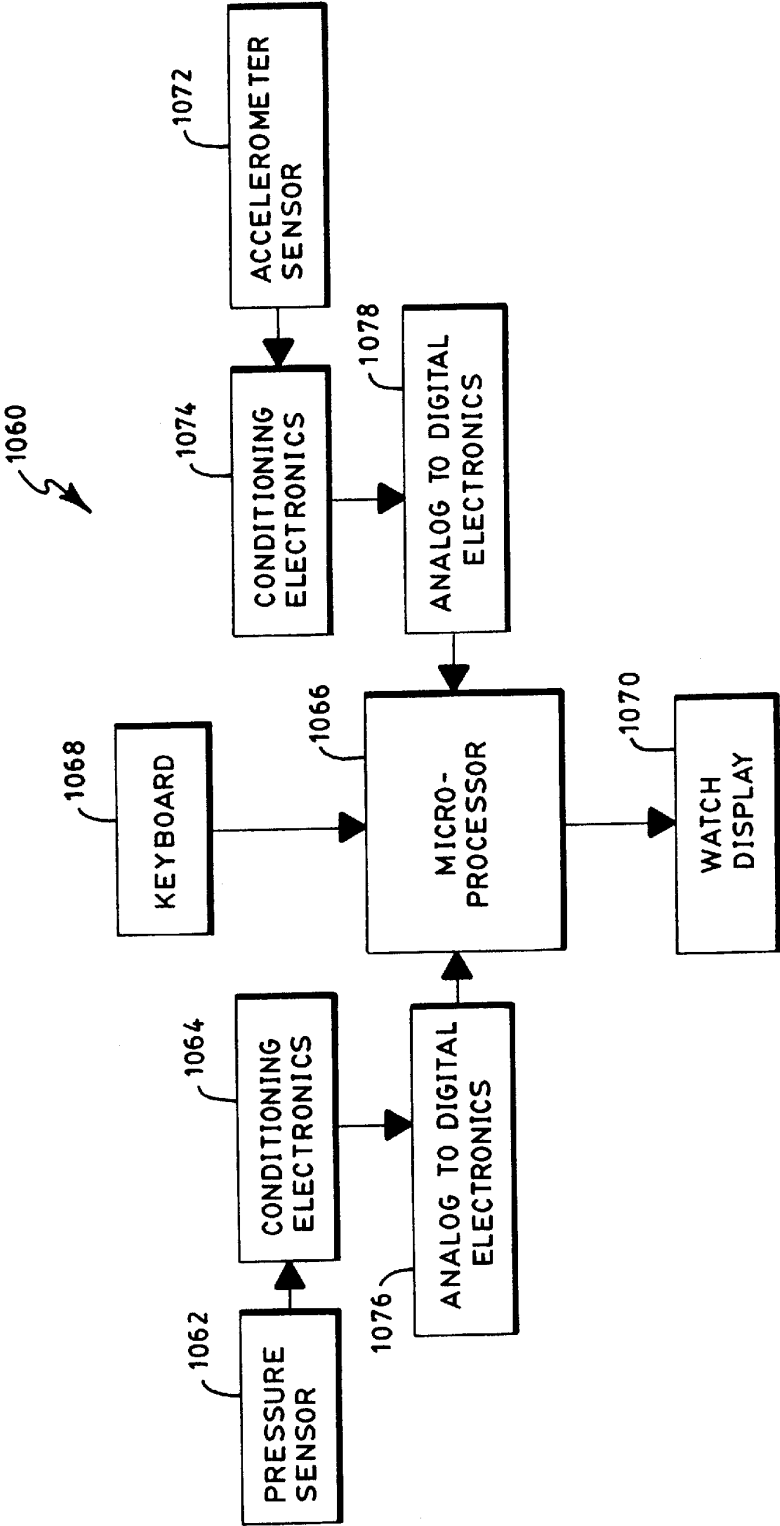 1060
1068
KEYBOARD
1062
PRESSURE
SENSOR
1064
CONDITIONING
ELECTRONICS
1066
MICRO-
PROCESSOR
1074
CONDITIONING
ELECTRONICS
1072
ACCELEROMETER
SENSOR
1076
ANALOG TO DIGITAL
ELECTRONICS
1078
ANALOG TO DIGITAL
ELECTRONICS
1070
WATCH
DISPLAY